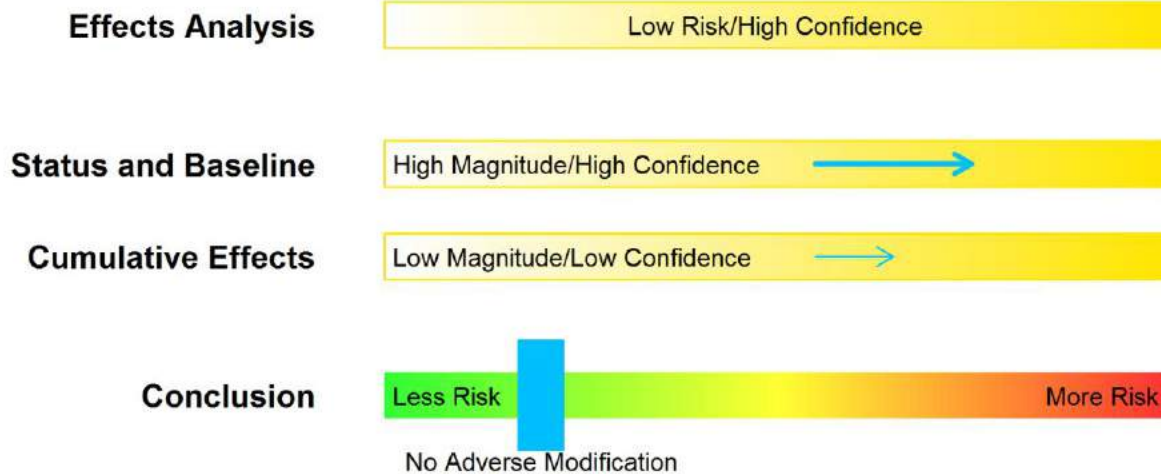 Effects Analysis Low Risk/High Confidence
Status and Baseline High Magnitude/High Confidence
Cumulative Effects Low Magnitude/Low Confidence
Conclusion Less Risk More Risk
No Adverse Modification